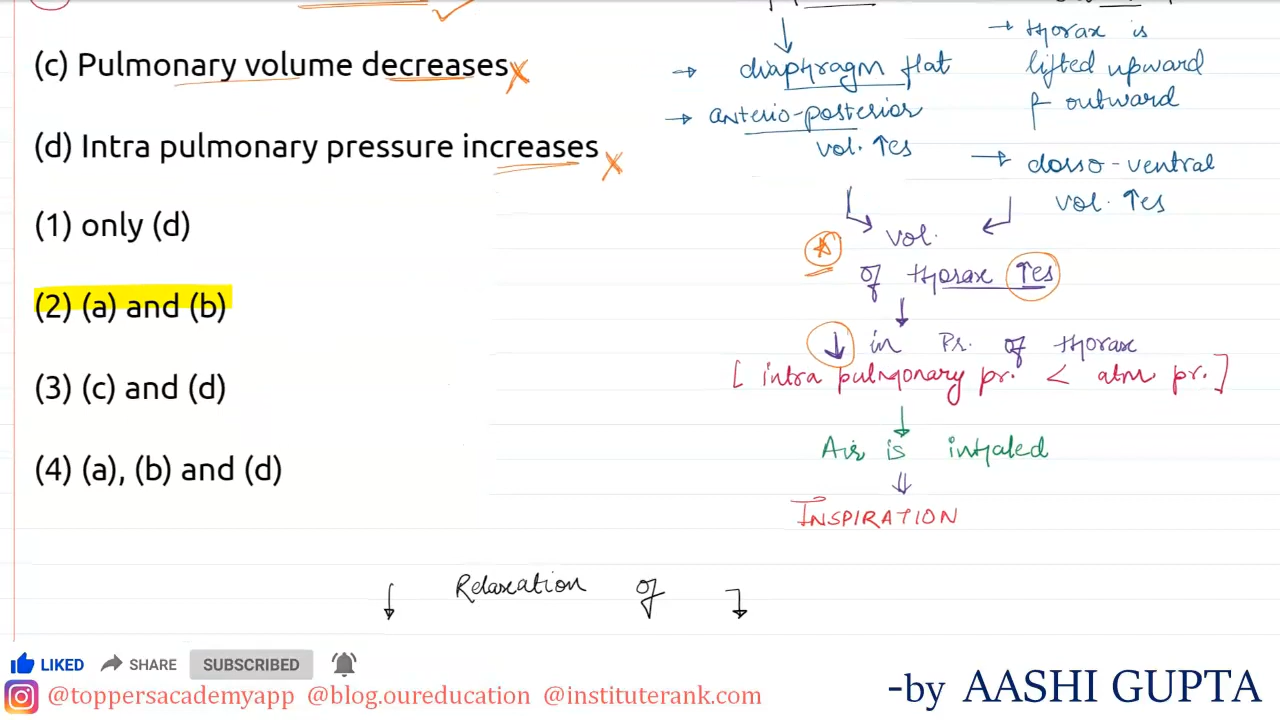 (c) Pulmonary volume decreases
(d) Intra pulmonary pressure increases
(1) only (d)
(2) (a) and (b)
(3) (c) and (d)
(4) (a), (b) and (d)
→ diaphragm flat
→ anterio-posterior
vol. ↑es
→ thorax is
lifted upward
& outward
→ dorso-ventral
vol. ↑es
vol.
of thorax ↑es
↓ in Pr. of thorax
[ intra pulmonary pr. < atm pr. ]
Air is inhaled
INSPIRATION
Relaxation of
LIKED SHARE SUBSCRIBED
@toppersacademyapp @blog.oureducation @instituterank.com
-by AASHI GUPTA